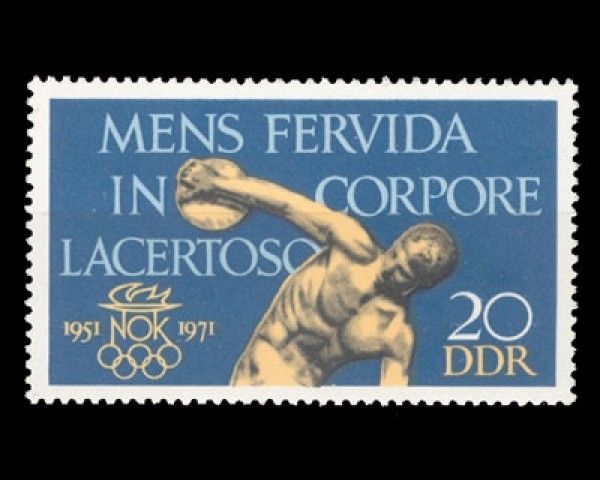 MENS FERVIDA
IN CORPORE
LACERTOSO
1951 NOK 1971
20
DDR